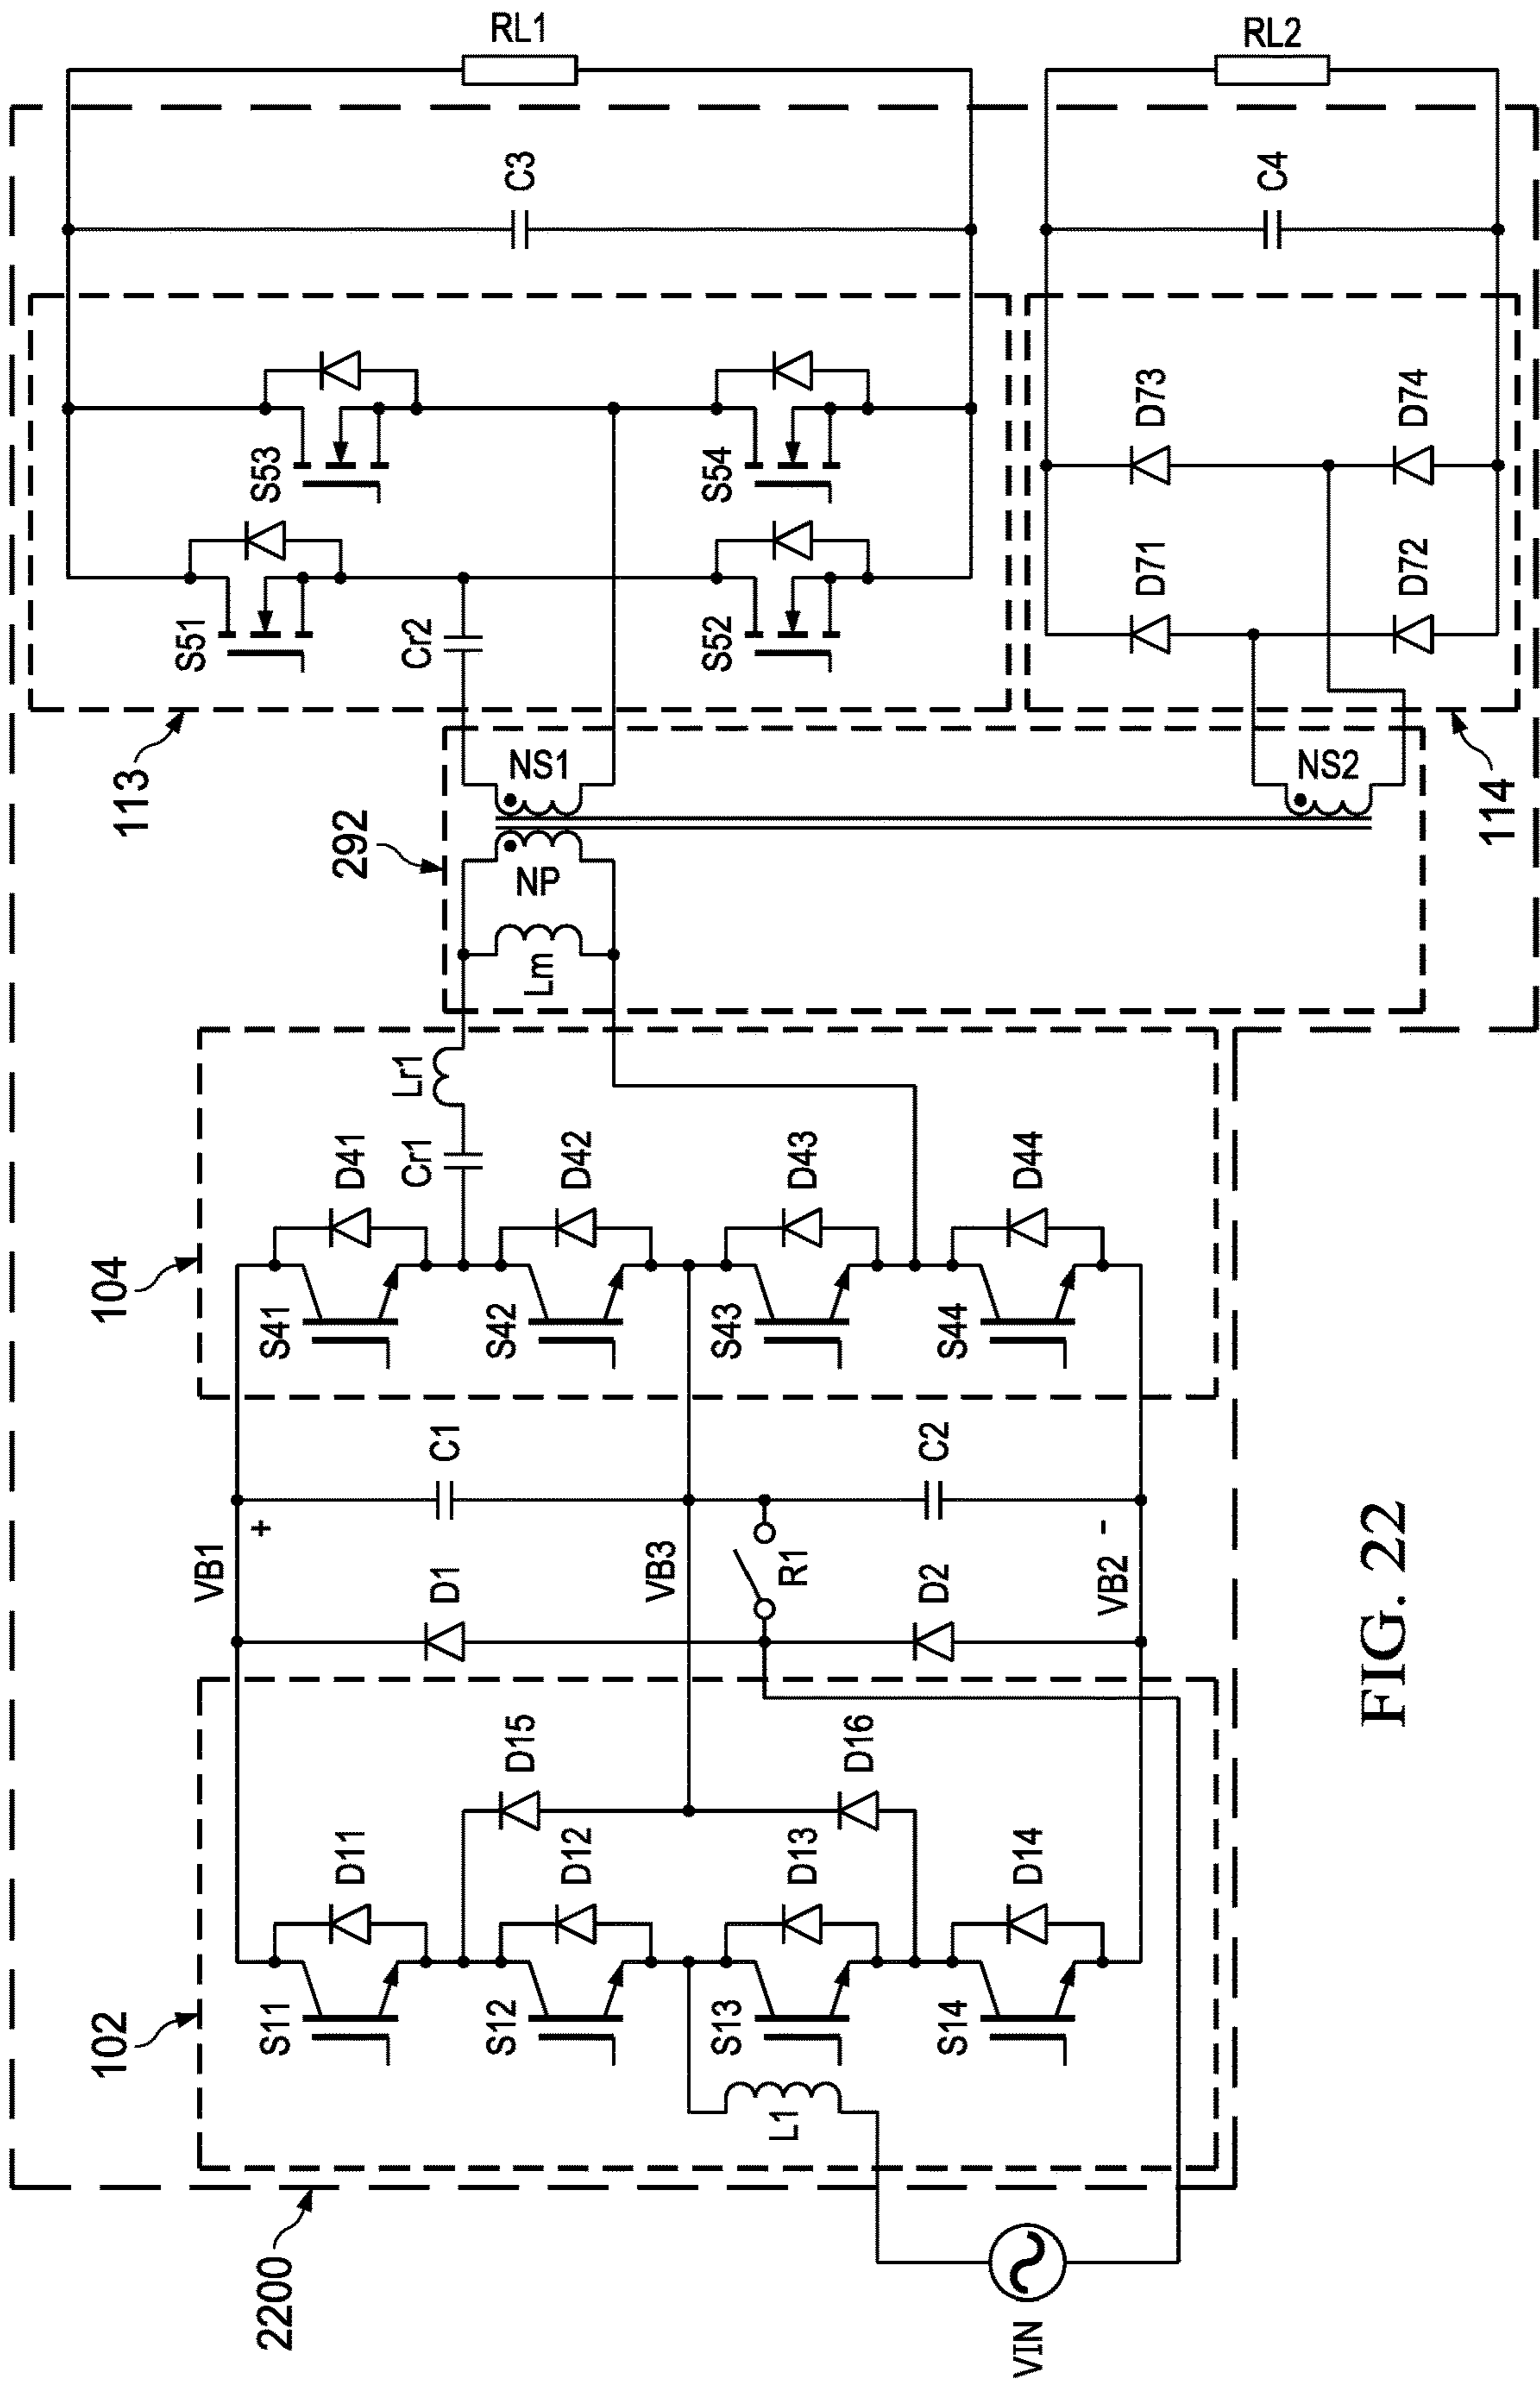 RL1
RL2
C3
C4
S53
S54
D73
D74
S51
S52
D71
D72
Cr2
113
NS1
NS2
114
292
NP
Lm
Lr1
Cr1
D41
D42
D43
D44
104
S41
S42
S43
S44
C1
C2
+
-
VB1
VB3
VB2
D1
R1
D2
D15
D16
D11
D12
D13
D14
102
S11
S12
S13
S14
L1
2200
VIN
FIG. 22